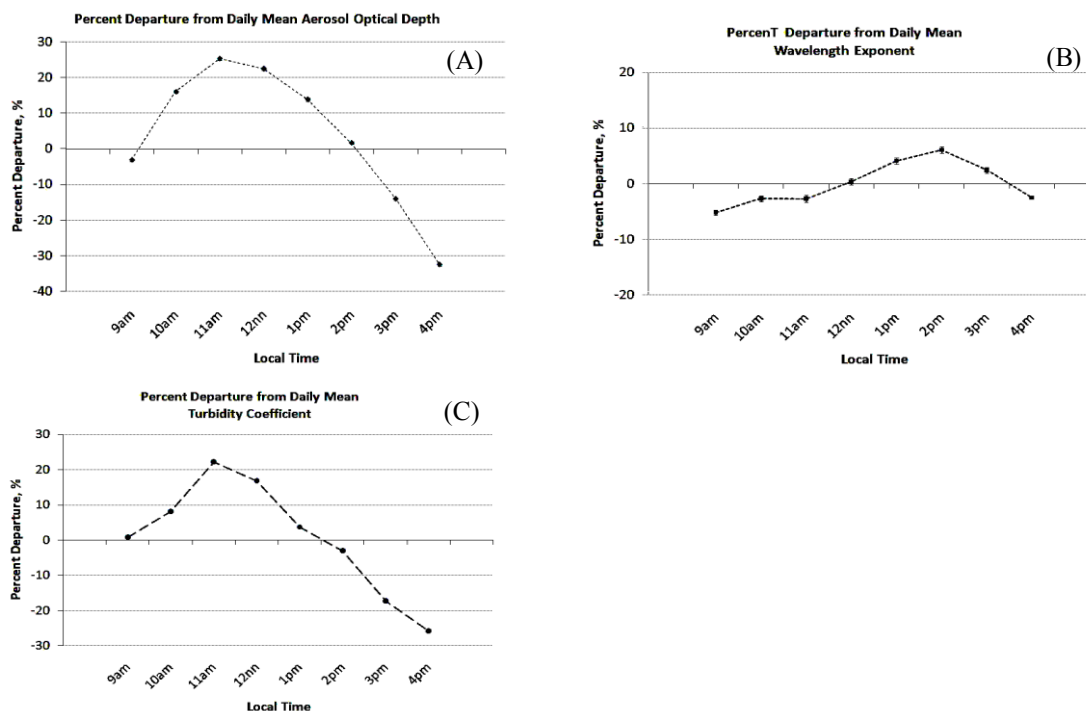 Percent Departure from Daily Mean Aerosol Optical Depth
(A)
30
20
10
0
-10
-20
-30
-40
Percent Departure, %
9am 10am 11am 12nn 1pm 2pm 3pm 4pm
Local Time
PercenT Departure from Daily Mean
Wavelength Exponent
(B)
20
10
0
-10
-20
Percent Departure, %
9am 10am 11am 12nn 1pm 2pm 3pm 4pm
Local Time
Percent Departure from Daily Mean
Turbidity Coefficient
(C)
30
20
10
0
-10
-20
-30
Percent Departure, %
9am 10am 11am 12nn 1pm 2pm 3pm 4pm
Local Time